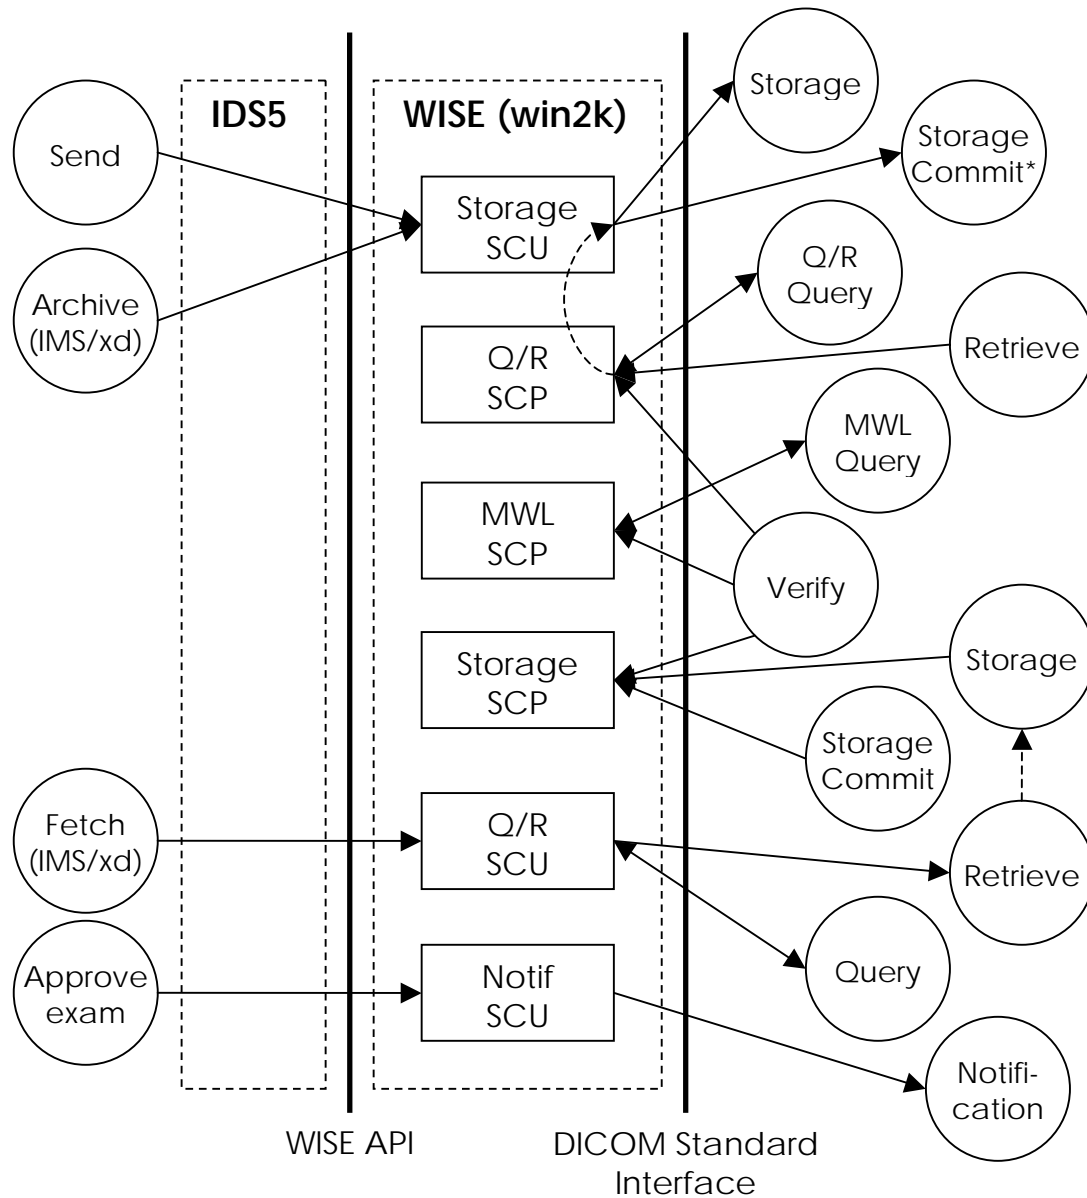 Storage
IDS5
WISE (win2k)
Send
Storage
Commit*
Storage
SCU
Q/R
Query
Archive
(IMS/xd)
Q/R
SCP
Retrieve
MWL
Query
MWL
SCP
Verify
Storage
SCP
Storage
Storage
Commit
Fetch
(IMS/xd)
Q/R
SCU
Retrieve
Approve
exam
Notif
SCU
Query
Notifi-
cation
WISE API
DICOM Standard
Interface